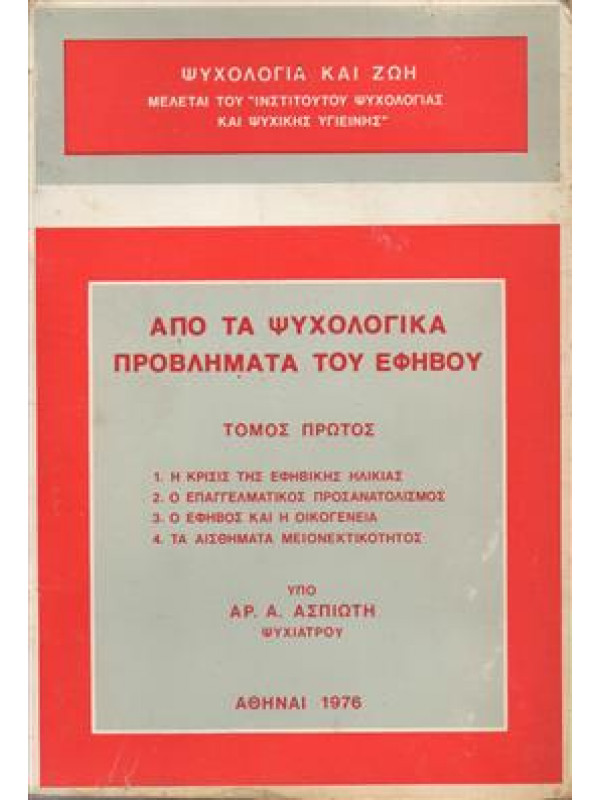 ΨΥΧΟΛΟΓΙΑ ΚΑΙ ΖΩΗ
ΜΕΛΕΤΑΙ ΤΟΥ "ΙΝΣΤΙΤΟΥΤΟΥ ΨΥΧΟΛΟΓΙΑΣ
ΚΑΙ ΨΥΧΙΚΗΣ ΥΓΙΕΙΝΗΣ"
ΑΠΟ ΤΑ ΨΥΧΟΛΟΓΙΚΑ
ΠΡΟΒΛΗΜΑΤΑ ΤΟΥ ΕΦΗΒΟΥ
ΤΟΜΟΣ ΠΡΩΤΟΣ
1. Η ΚΡΙΣΙΣ ΤΗΣ ΕΦΗΒΙΚΗΣ ΗΛΙΚΙΑΣ
2. Ο ΕΠΑΓΓΕΛΜΑΤΙΚΟΣ ΠΡΟΣΑΝΑΤΟΛΙΣΜΟΣ
3. Ο ΕΦΗΒΟΣ ΚΑΙ Η ΟΙΚΟΓΕΝΕΙΑ
4. ΤΑ ΑΙΣΘΗΜΑΤΑ ΜΕΙΟΝΕΚΤΙΚΟΤΗΤΟΣ
ΥΠΟ
ΑΡ. Α. ΑΣΠΙΩΤΗ
ΨΥΧΙΑΤΡΟΥ
ΑΘΗΝΑΙ 1976